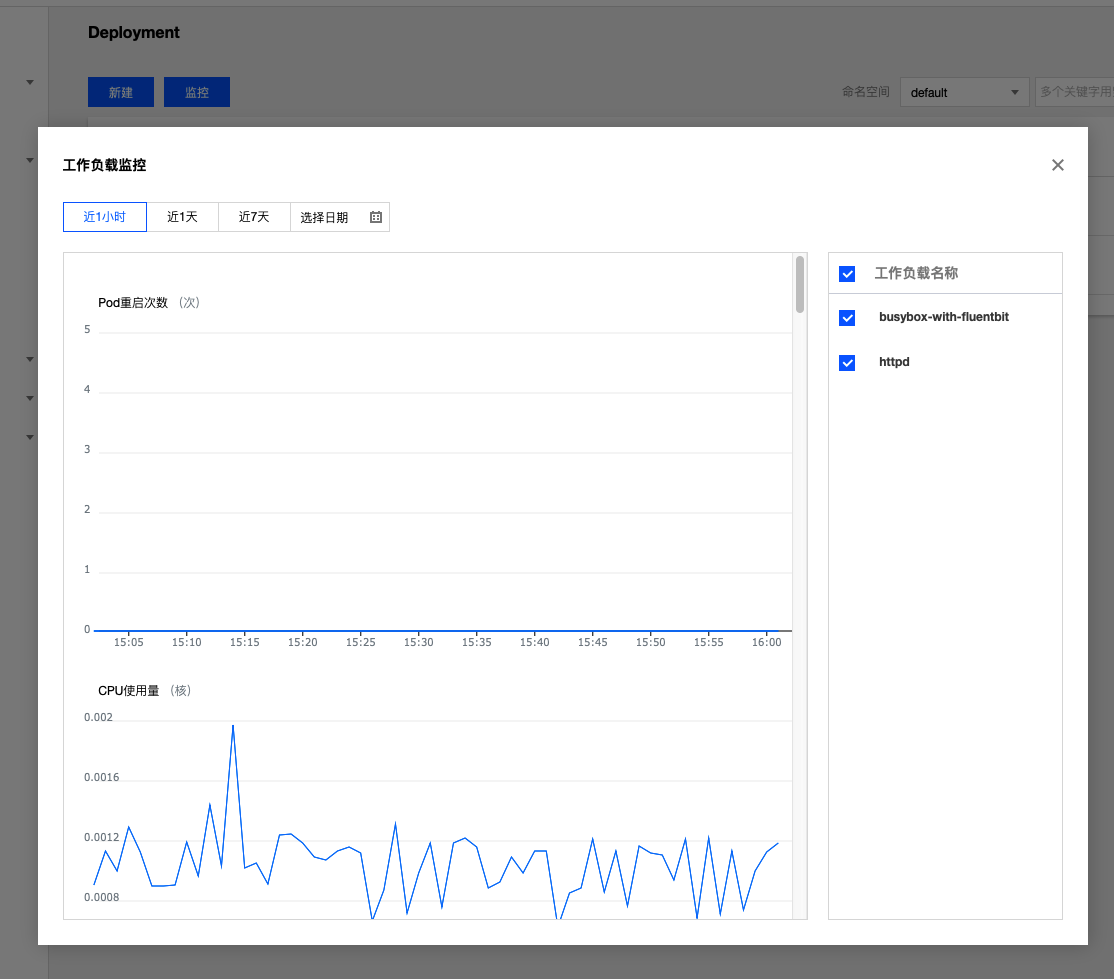 Deployment
新建 监控 命名空间 default 多个关键字用
工作负载监控
近1小时 近1天 近7天 选择日期
工作负载名称
busybox-with-fluentbit
httpd
Pod重启次数 （次）
5
4
3
2
1
0
15:05 15:10 15:15 15:20 15:25 15:30 15:35 15:40 15:45 15:50 15:55 16:00
CPU使用量 （核）
0.002
0.0016
0.0012
0.0008